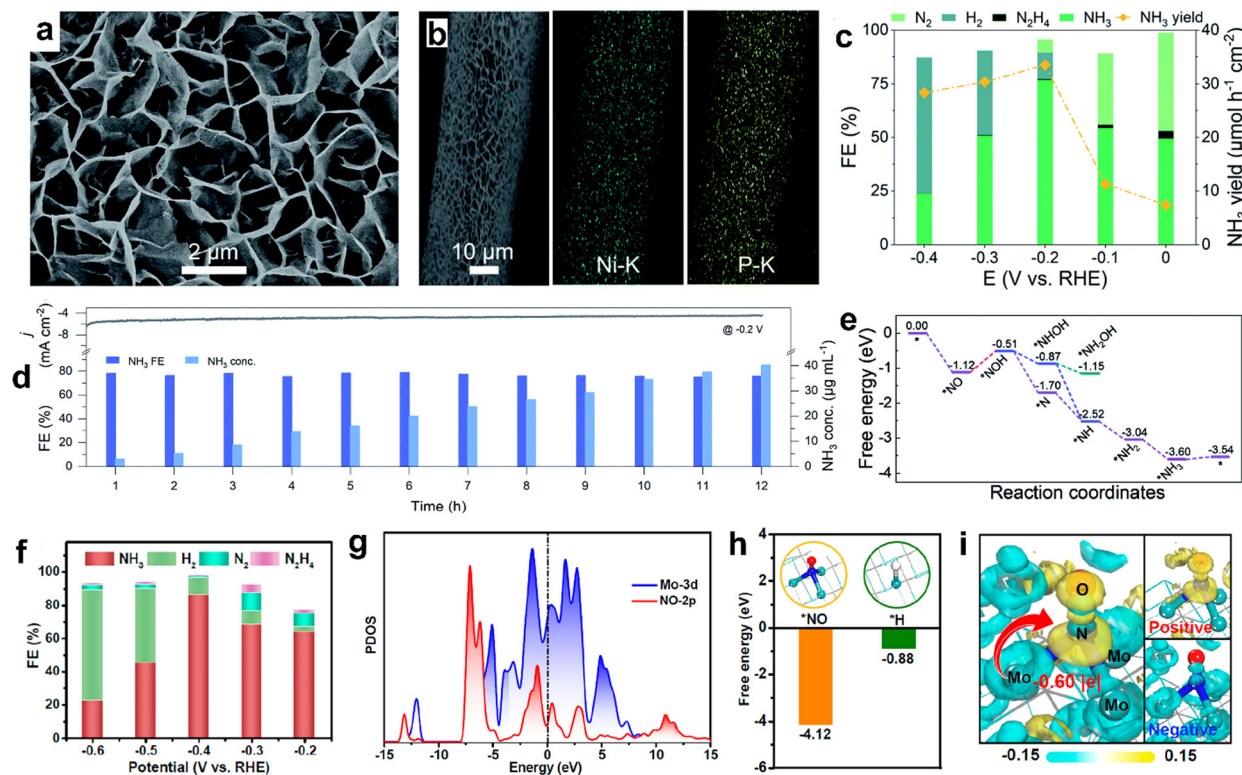 a
2 µm
b
10 µm
Ni-K
P-K
c
N2 H2 N2H4 NH3 NH3 yield
FE (%)
100
75
50
25
0
40
30
20
10
0
NH3 yield (µmol h−1 cm−2)
-0.4 -0.3 -0.2 -0.1 0
E (V vs. RHE)
d
j (mA cm−2)
-4
-8
@ -0.2 V
NH3 FE NH3 conc.
FE (%)
80
60
40
20
0
40
30
20
10
0
NH3 conc. (µg mL−1)
1 2 3 4 5 6 7 8 9 10 11 12
Time (h)
e
Free energy (eV)
0
-1
-2
-3
-4
0.00
*
-1.12
*NO
-0.51
*NOH
*NHOH
-0.87
*NH2OH
-1.15
-1.70
*N
-2.52
*NH
-3.04
*NH2
-3.60
*NH3
-3.54
*
Reaction coordinates
f
NH3 H2 N2 N2H4
FE (%)
100
80
60
40
20
0
-0.6 -0.5 -0.4 -0.3 -0.2
Potential (V vs. RHE)
g
PDOS
Mo-3d
NO-2p
-15 -10 -5 0 5 10 15
Energy (eV)
h
Free energy (eV)
4
2
0
-2
-4
-6
*NO
*H
-0.88
-4.12
i
O
N
Mo
Mo
Mo
-0.60 |e|
Positive
Negative
-0.15 0.15